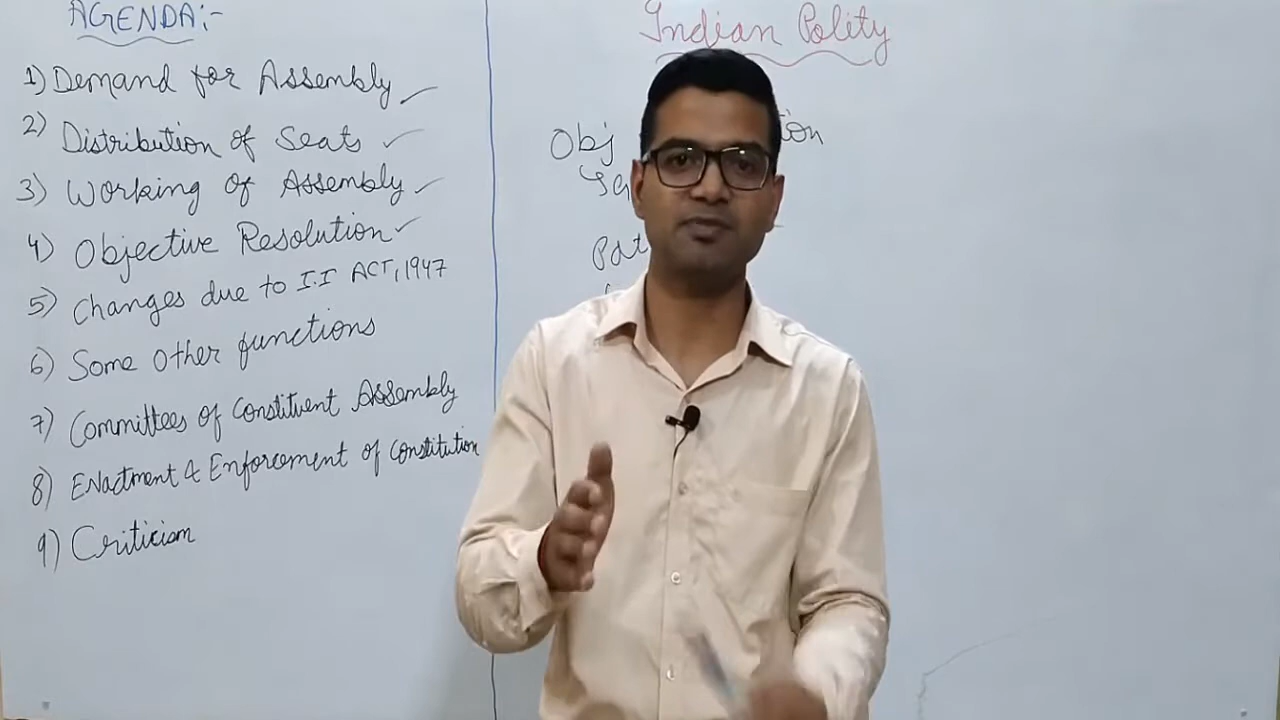 AGENDA:-
1) Demand for Assembly
2) Distribution of Seats
3) Working of Assembly
4) Objective Resolution
5) Changes due to I.I ACT, 1947
6) Some Other functions
7) Committees of Constituent Assembly
8) Enactment & Enforcement of Constitution
9) Criticism
Indian Polity
Obj tion
Pat